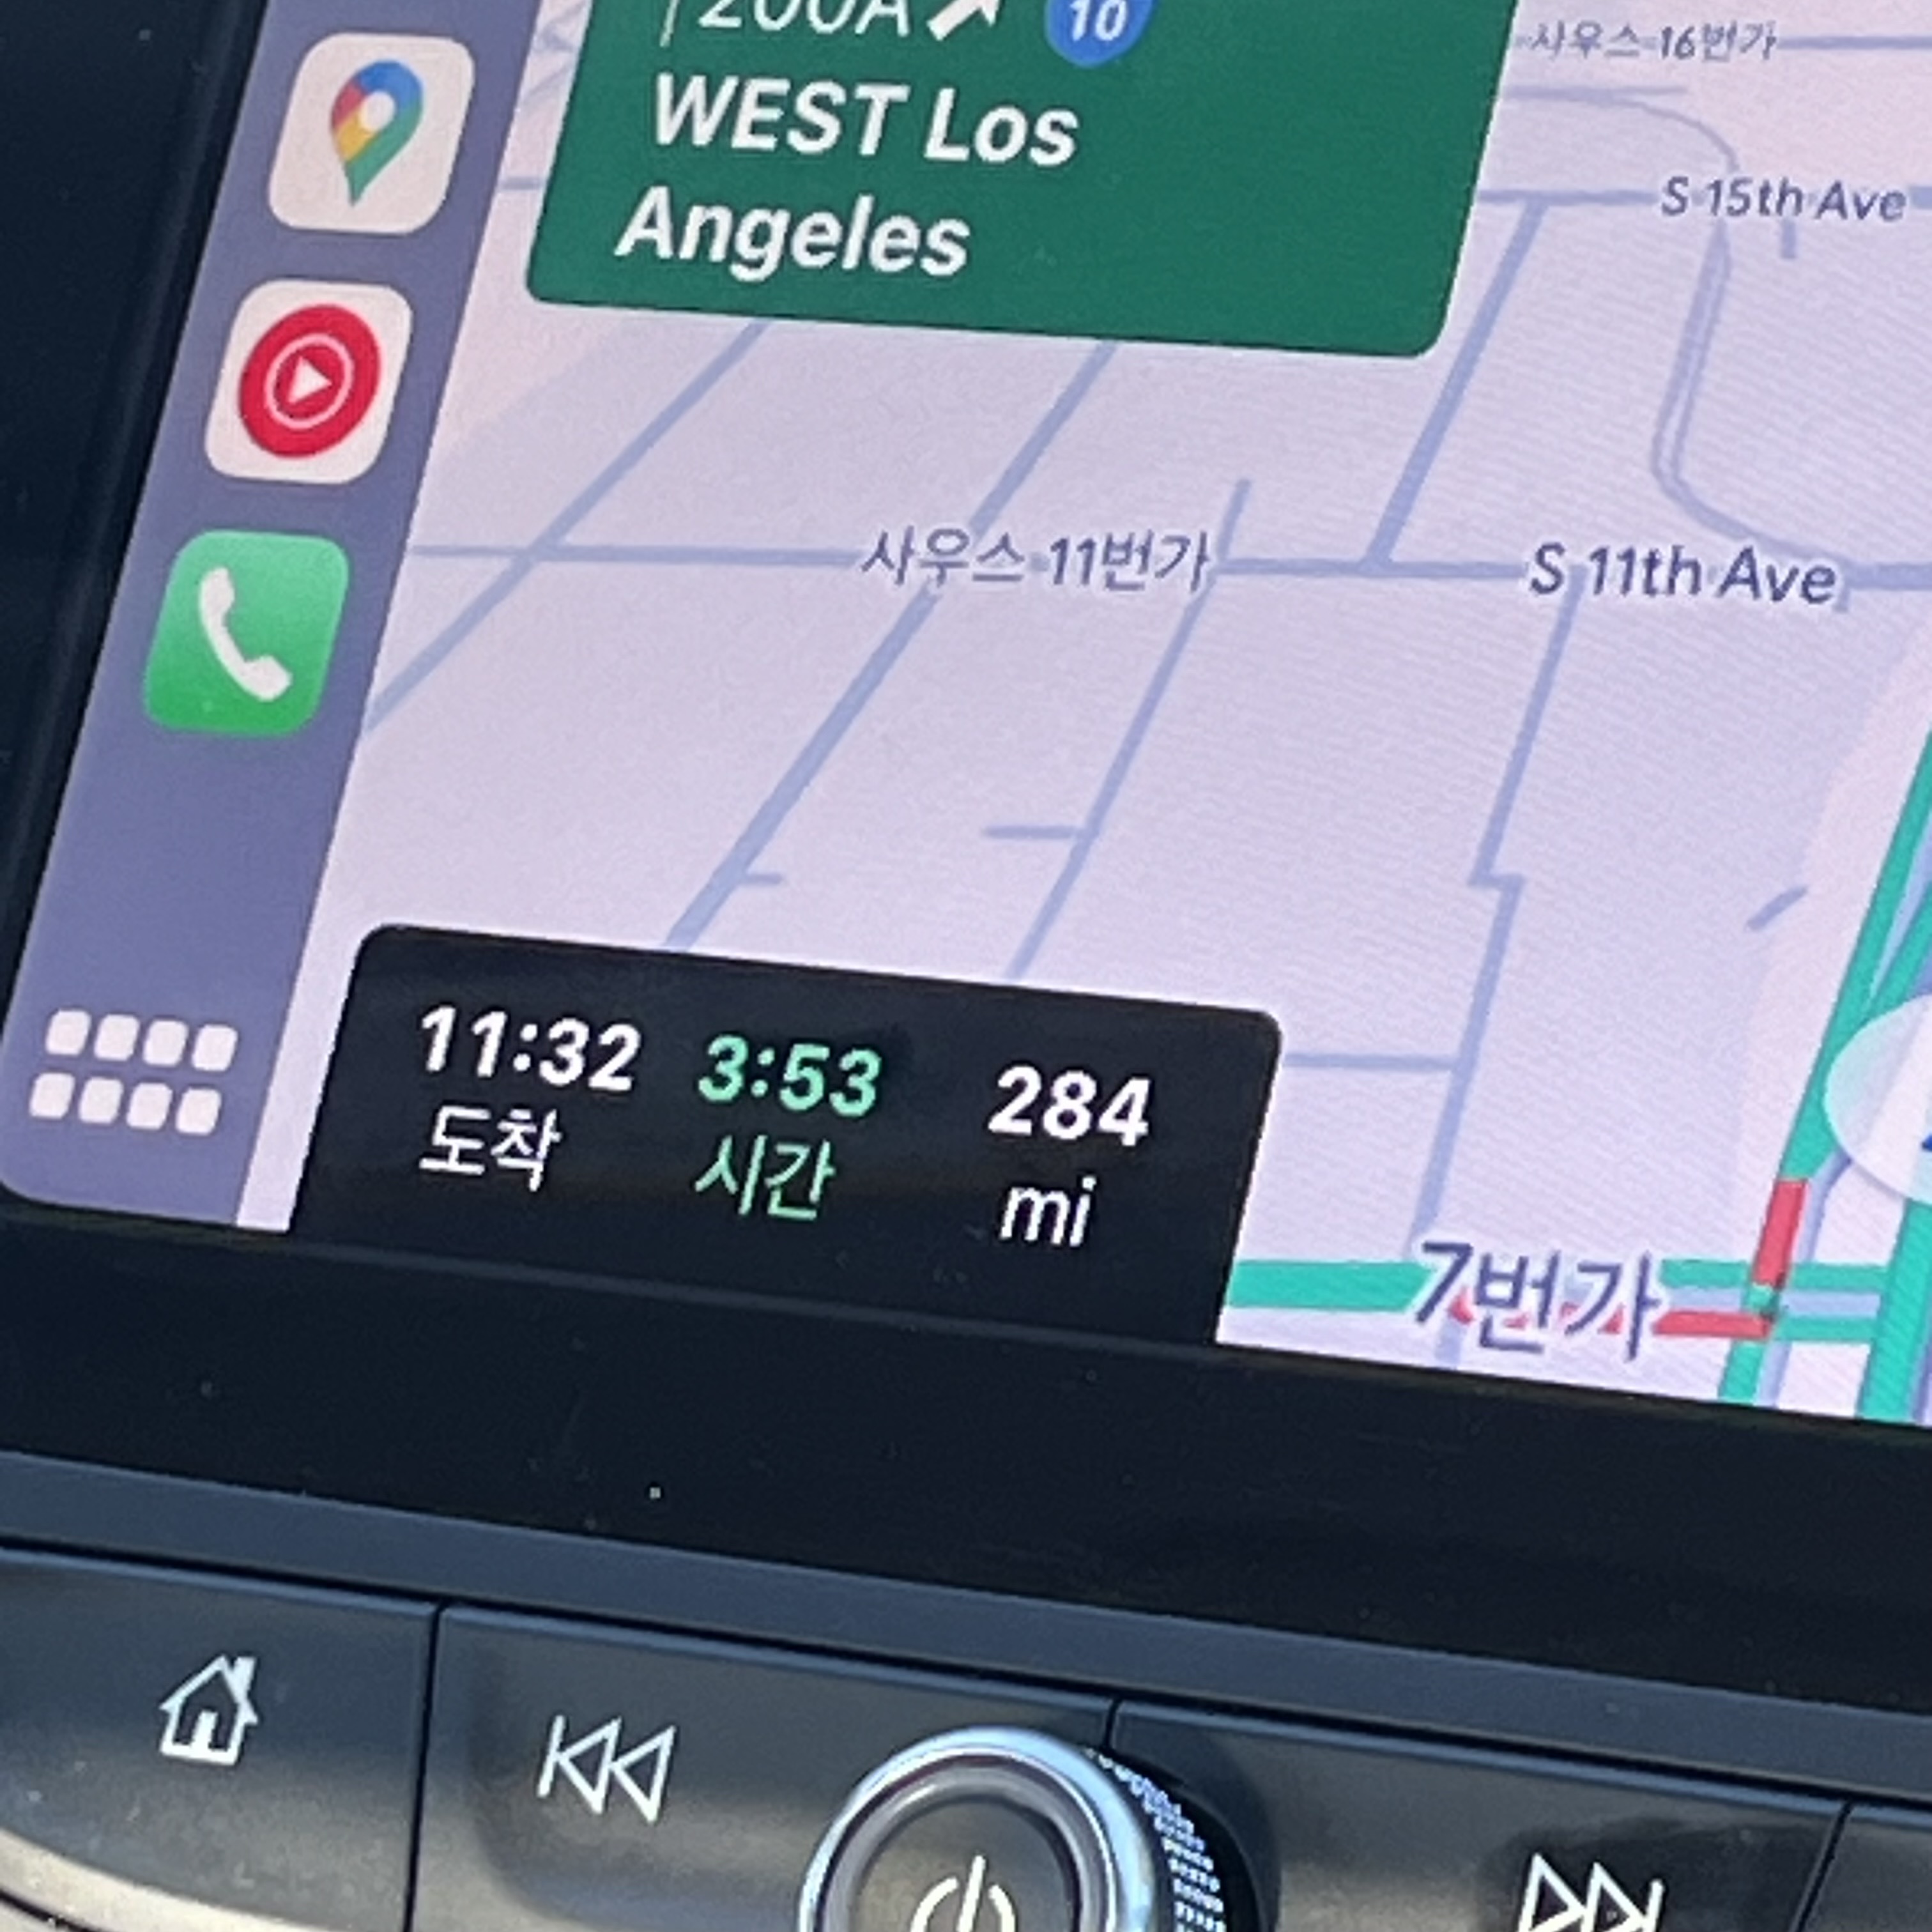 200A
10
WEST Los
Angeles
사우스 16번가
S 15th Ave
사우스 11번가
S 11th Ave
11:32
도착
3:53
시간
284
mi
7번가